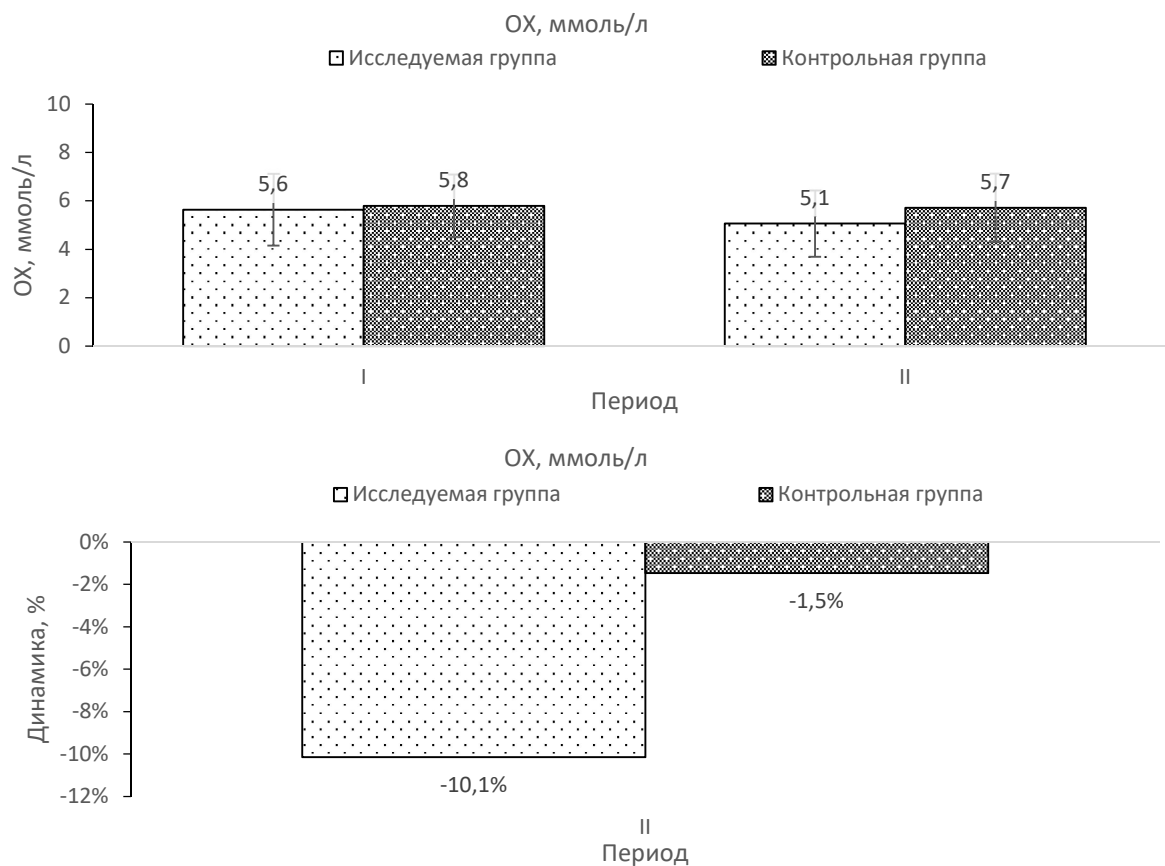 ОХ, ммоль/л
Исследуемая группа Контрольная группа
10
8
6
4
2
0
ОХ, ммоль/л
5,6 5,8 5,1 5,7
I II
Период
ОХ, ммоль/л
Исследуемая группа Контрольная группа
0%
-2%
-4%
-6%
-8%
-10%
-12%
Динамика, %
-1,5%
-10,1%
II
Период